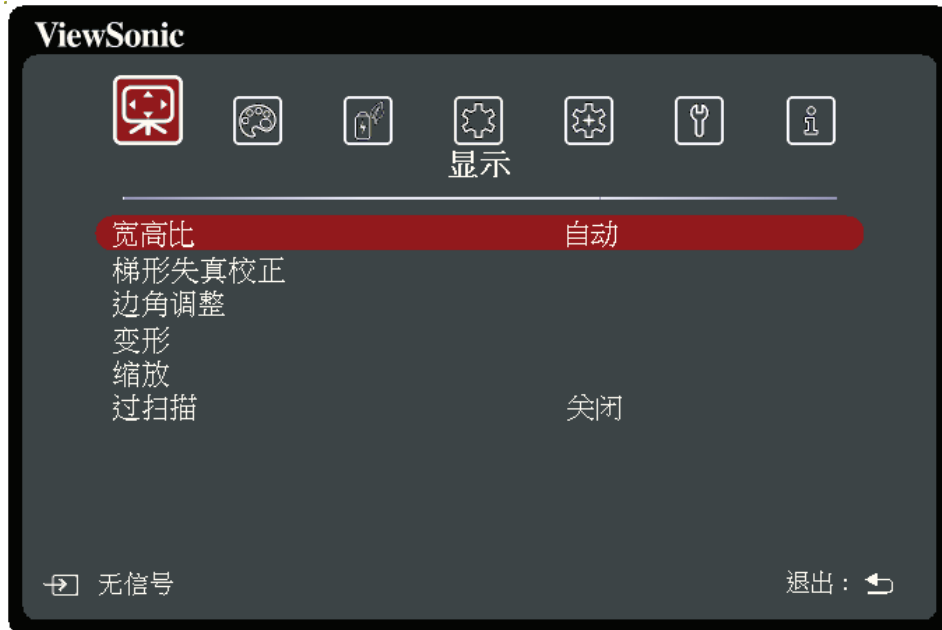 ViewSonic
显示
宽高比 自动
梯形失真校正
边角调整
变形
缩放
过扫描 关闭
无信号 退出：